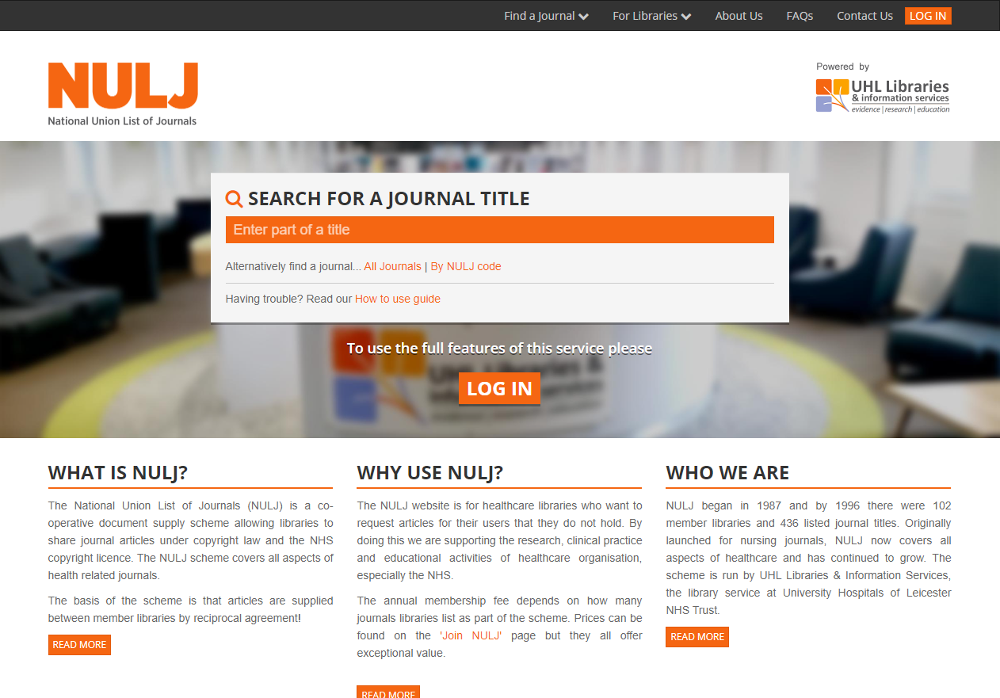 Find a Journal For Libraries About Us FAQs Contact Us LOG IN
NULJ
National Union List of Journals
Powered by
UHL Libraries
& information services
evidence | research | education
SEARCH FOR A JOURNAL TITLE
Enter part of a title
Alternatively find a journal... All Journals | By NULJ code
Having trouble? Read our How to use guide
To use the full features of this service please
LOG IN
UHL Libraries &
information services
evidence | research | education
WHAT IS NULJ?
The National Union List of Journals (NULJ) is a co-
operative document supply scheme allowing libraries to
share journal articles under copyright law and the NHS
copyright licence. The NULJ scheme covers all aspects of
health related journals.
The basis of the scheme is that articles are supplied
between member libraries by reciprocal agreement!
READ MORE
WHY USE NULJ?
The NULJ website is for healthcare libraries who want to
request articles for their users that they do not hold. By
doing this we are supporting the research, clinical practice
and educational activities of healthcare organisation,
especially the NHS.
The annual membership fee depends on how many
journals libraries list as part of the scheme. Prices can be
found on the 'Join NULJ' page but they all offer
exceptional value.
READ MORE
WHO WE ARE
NULJ began in 1987 and by 1996 there were 102
member libraries and 436 listed journal titles. Originally
launched for nursing journals, NULJ now covers all
aspects of healthcare and has continued to grow. The
scheme is run by UHL Libraries & Information Services,
the library service at University Hospitals of Leicester
NHS Trust.
READ MORE